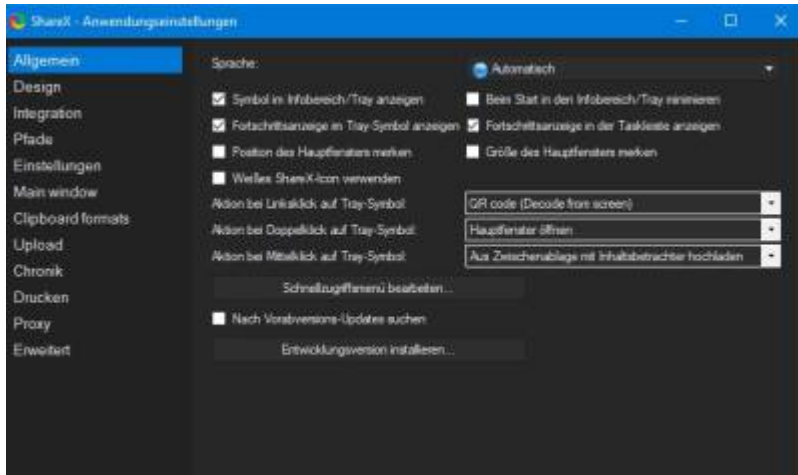 ShareX - Anwendungseinstellungen
Allgemein
Design
Integration
Pfade
Einstellungen
Main window
Clipboard formats
Upload
Chronik
Drucken
Proxy
Erweitert
Sprache:
Automatisch
Symbol im Infobereich/Tray anzeigen
Beim Start in den Infobereich/Tray minimieren
Fortschrittsanzeige im Tray-Symbol anzeigen
Fortschrittsanzeige in der Taskleiste anzeigen
Position des Hauptfensters merken
Größe des Hauptfensters merken
Weißes ShareX-Icon verwenden
Aktion bei Linksklick auf Tray-Symbol:
QR code (Decode from screen)
Aktion bei Doppelklick auf Tray-Symbol:
Hauptfenster öffnen
Aktion bei Mittelklick auf Tray-Symbol:
Aus Zwischenablage mit Inhaltsbetrachter hochladen
Schnellzugriffsmenü bearbeiten...
Nach Vorabversions-Updates suchen
Entwicklungsversion installieren...